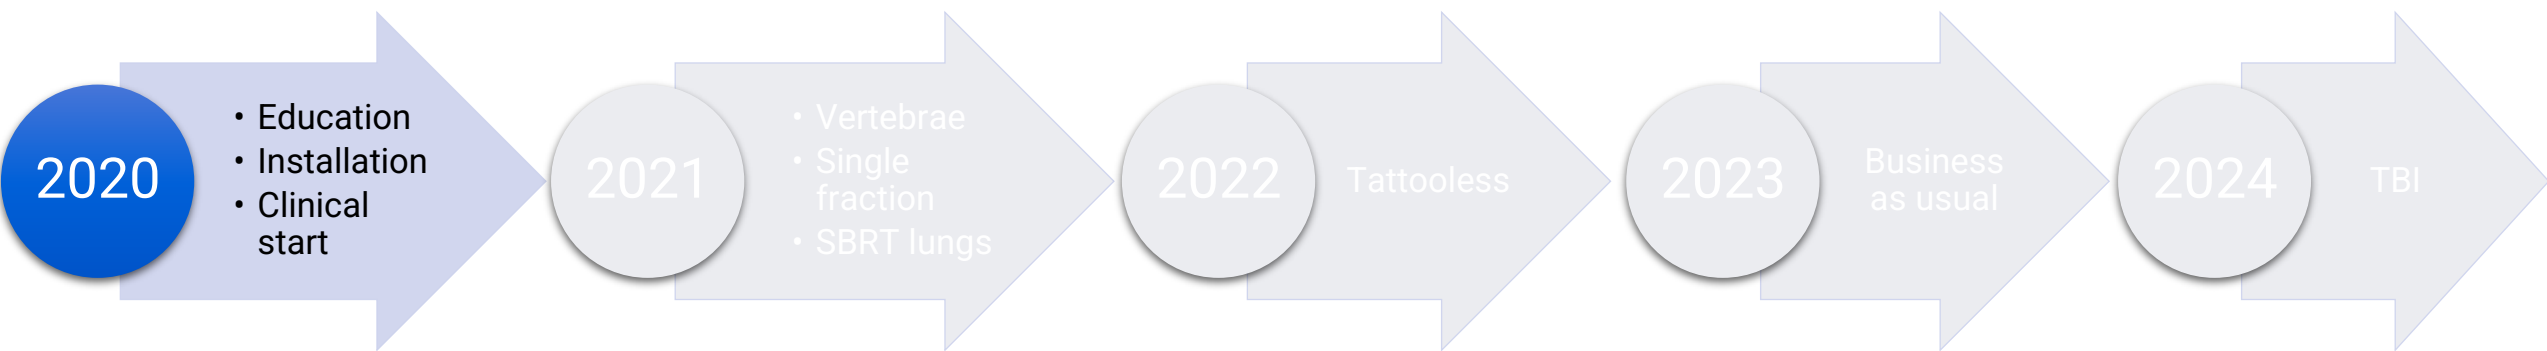 2020
• Education
• Installation
• Clinical
start
2021
• Vertebrae
• Single
fraction
• SBRT lungs
2022
Tattooless
2023
Business
as usual
2024
TBI